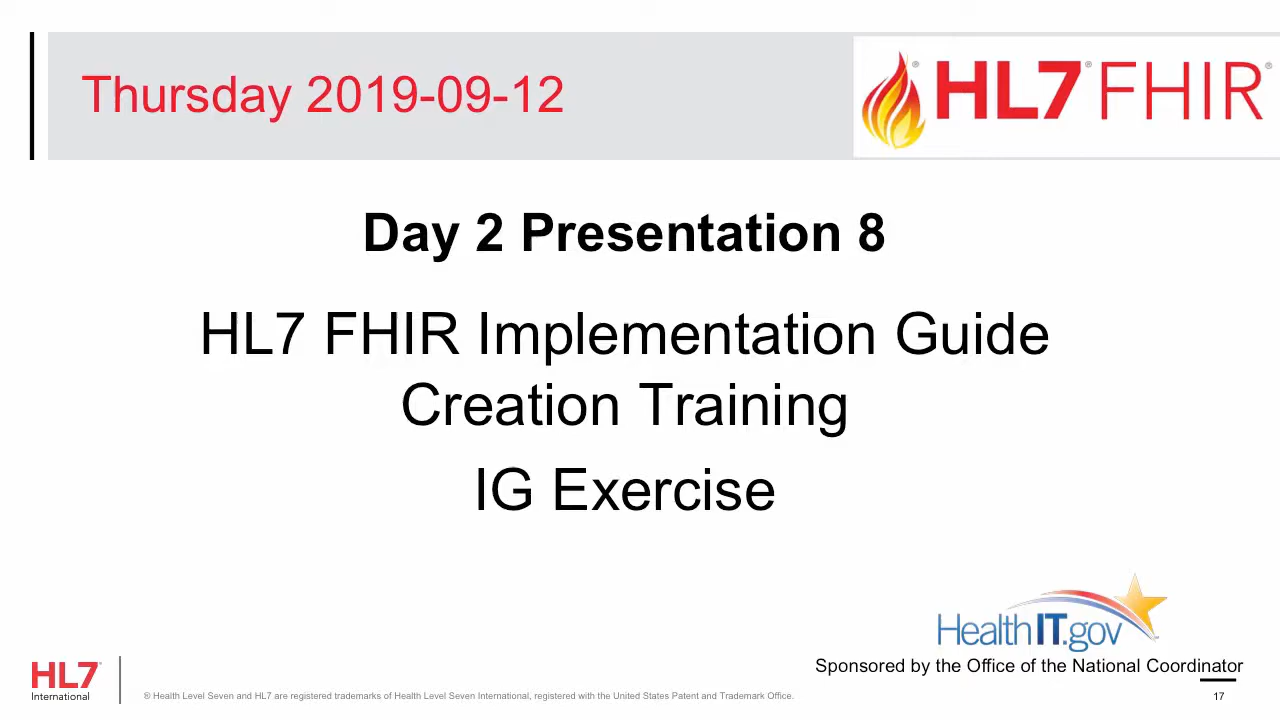 Thursday 2019-09-12
® HL7® FHIR®
Day 2 Presentation 8
HL7 FHIR Implementation Guide
Creation Training
IG Exercise
HealthIT.gov
Sponsored by the Office of the National Coordinator
HL7®
International
® Health Level Seven and HL7 are registered trademarks of Health Level Seven International, registered with the United States Patent and Trademark Office.
17